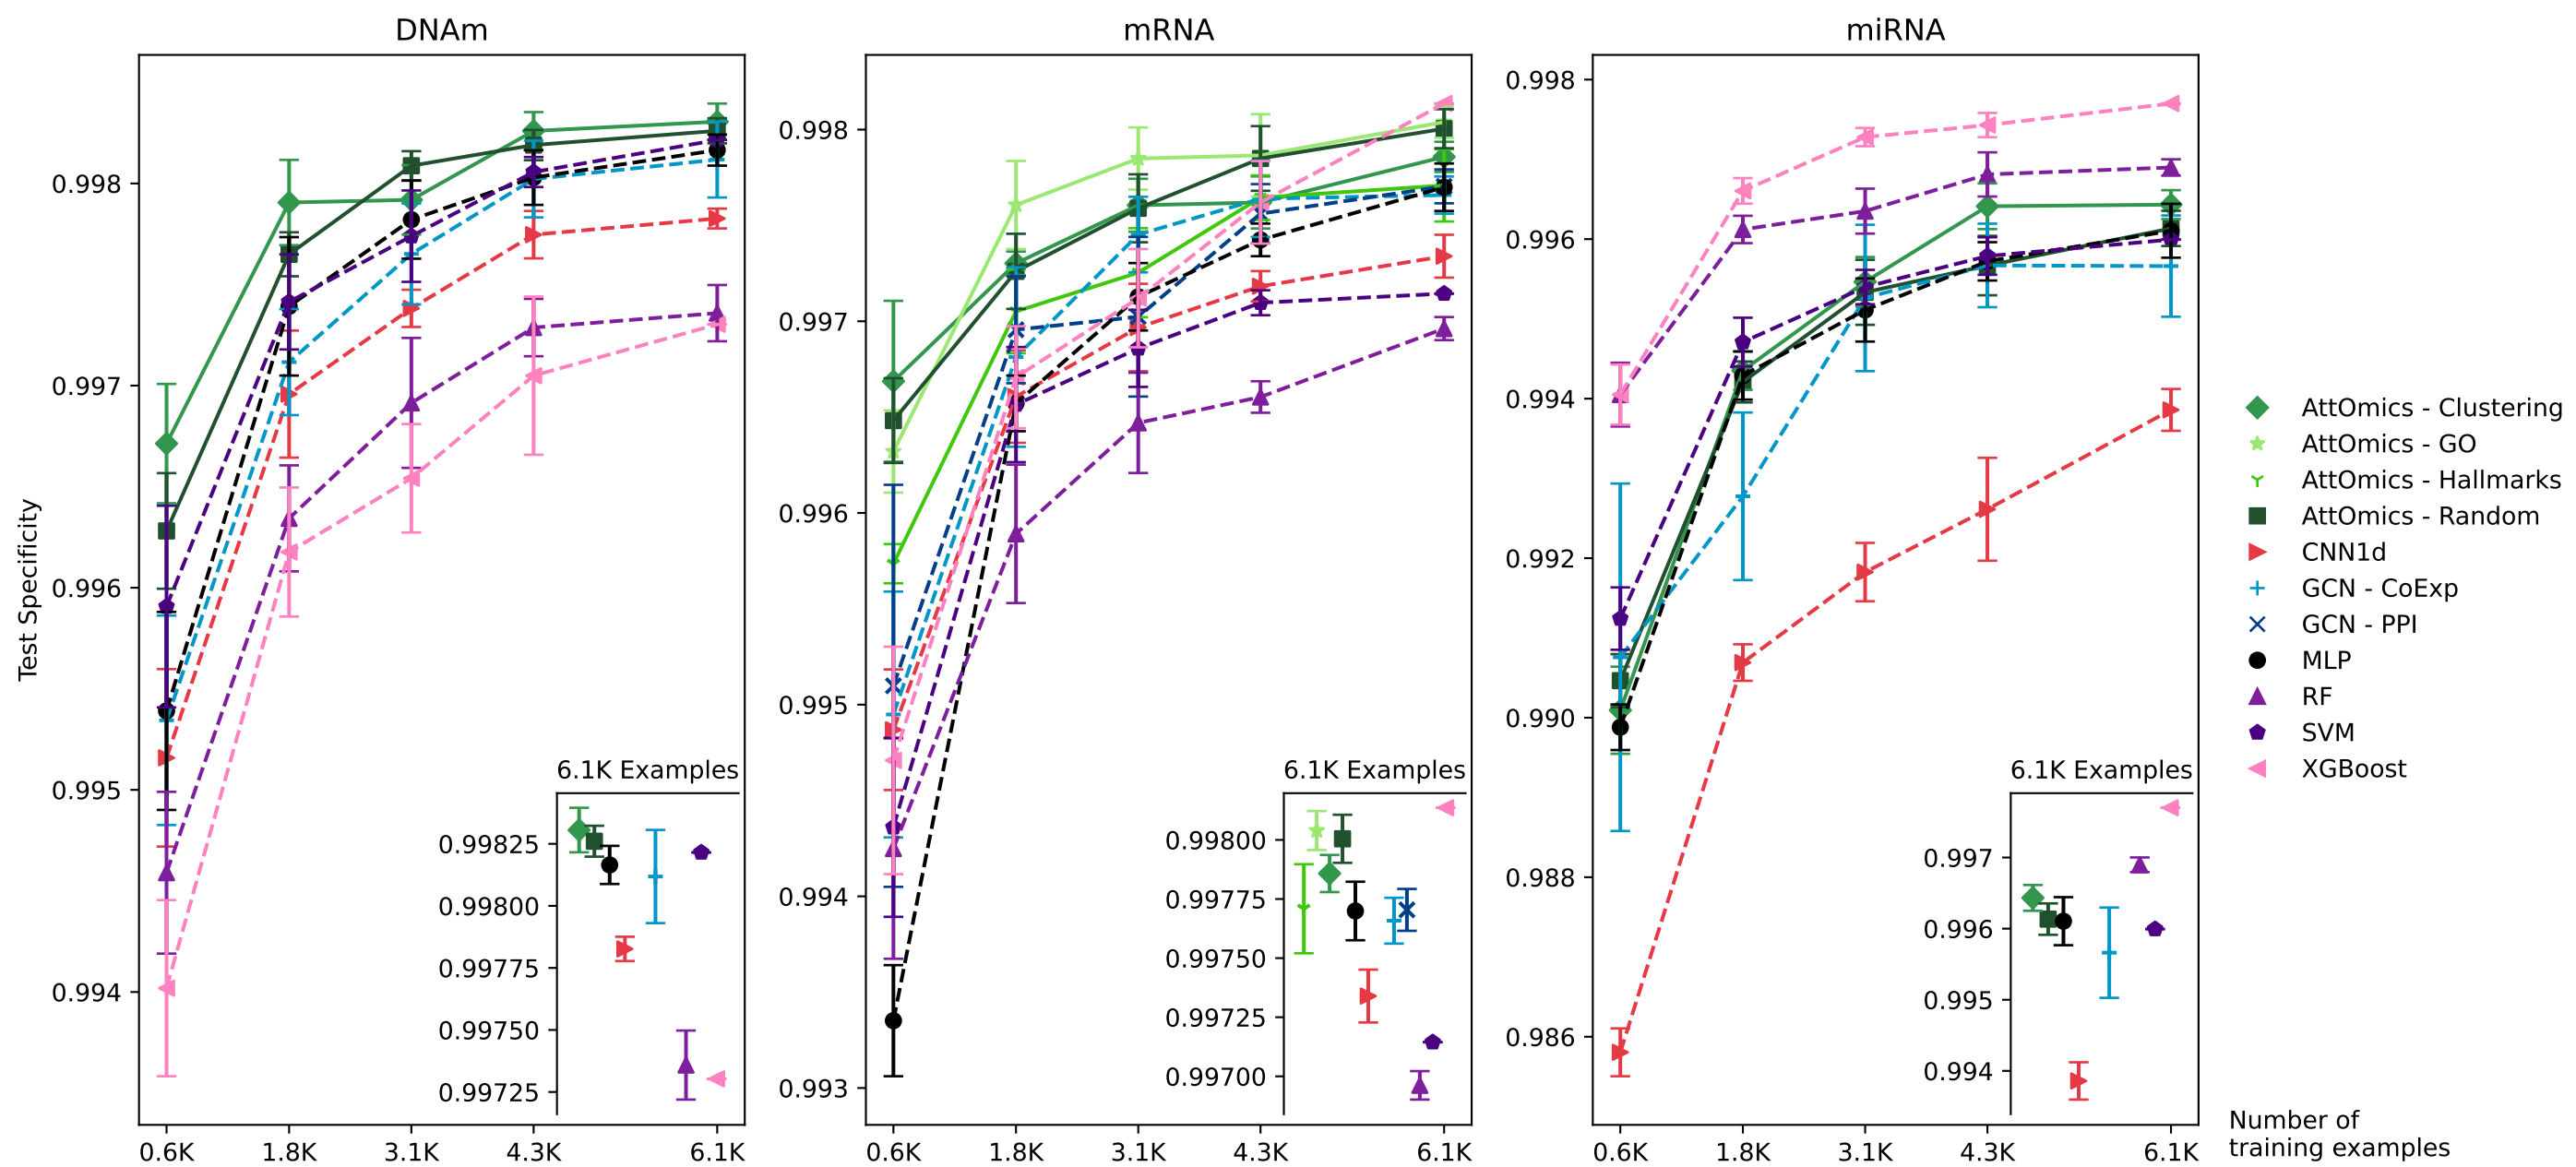 DNAm
mRNA
miRNA
Test Specificity
0.998
0.997
0.996
0.995
0.994
0.6K
1.8K
3.1K
4.3K
6.1K
6.1K Examples
0.99825
0.99800
0.99775
0.99750
0.99725
0.998
0.997
0.996
0.995
0.994
0.993
0.6K
1.8K
3.1K
4.3K
6.1K
6.1K Examples
0.99800
0.99775
0.99750
0.99725
0.99700
0.998
0.996
0.994
0.992
0.990
0.988
0.986
0.6K
1.8K
3.1K
4.3K
6.1K
6.1K Examples
0.997
0.996
0.995
0.994
AttOmics - Clustering
AttOmics - GO
AttOmics - Hallmarks
AttOmics - Random
CNN1d
GCN - CoExp
GCN - PPI
MLP
RF
SVM
XGBoost
Number of
training examples